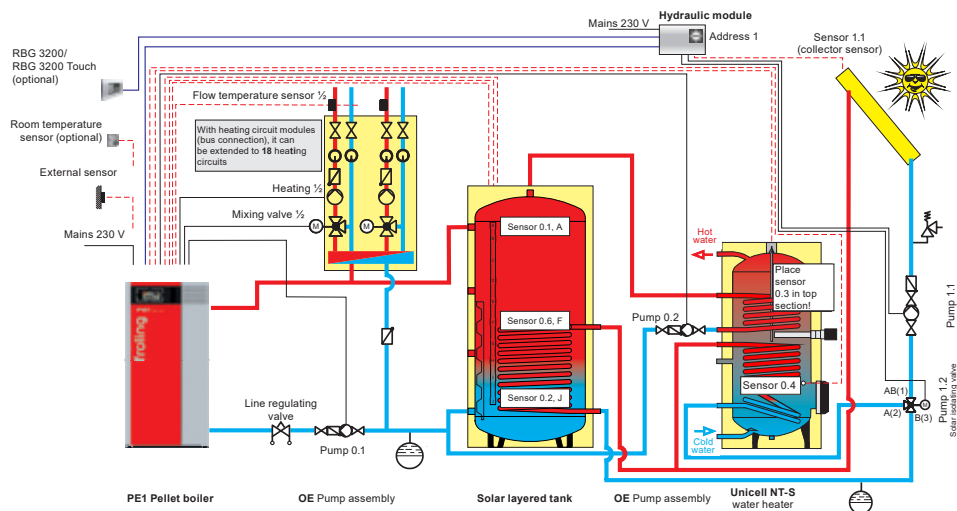 Hydraulic module
Mains 230 V
Address 1
Sensor 1.1
(collector sensor)
RBG 3200/
RBG 3200 Touch
(optional)
Flow temperature sensor ½
Room temperature
sensor (optional)
With heating circuit modules
(bus connection), it can
be extended to 18 heating
circuits
External sensor
Heating ½
Mixing valve ½
M
M
Mains 230 V
froling
Sensor 0.1, A
Sensor 0.6, F
Sensor 0.2, J
Hot
water
Place
sensor
0.3 in top
section!
Pump 0.2
Sensor 0.4
Cold
water
Pump 1.1
AB(1)
A(2)
B(3)
M
Pump 1.2
Solar isolating valve
Line regulating
valve
Pump 0.1
PE1 Pellet boiler
OE Pump assembly
Solar layered tank
OE Pump assembly
Unicell NT-S
water heater